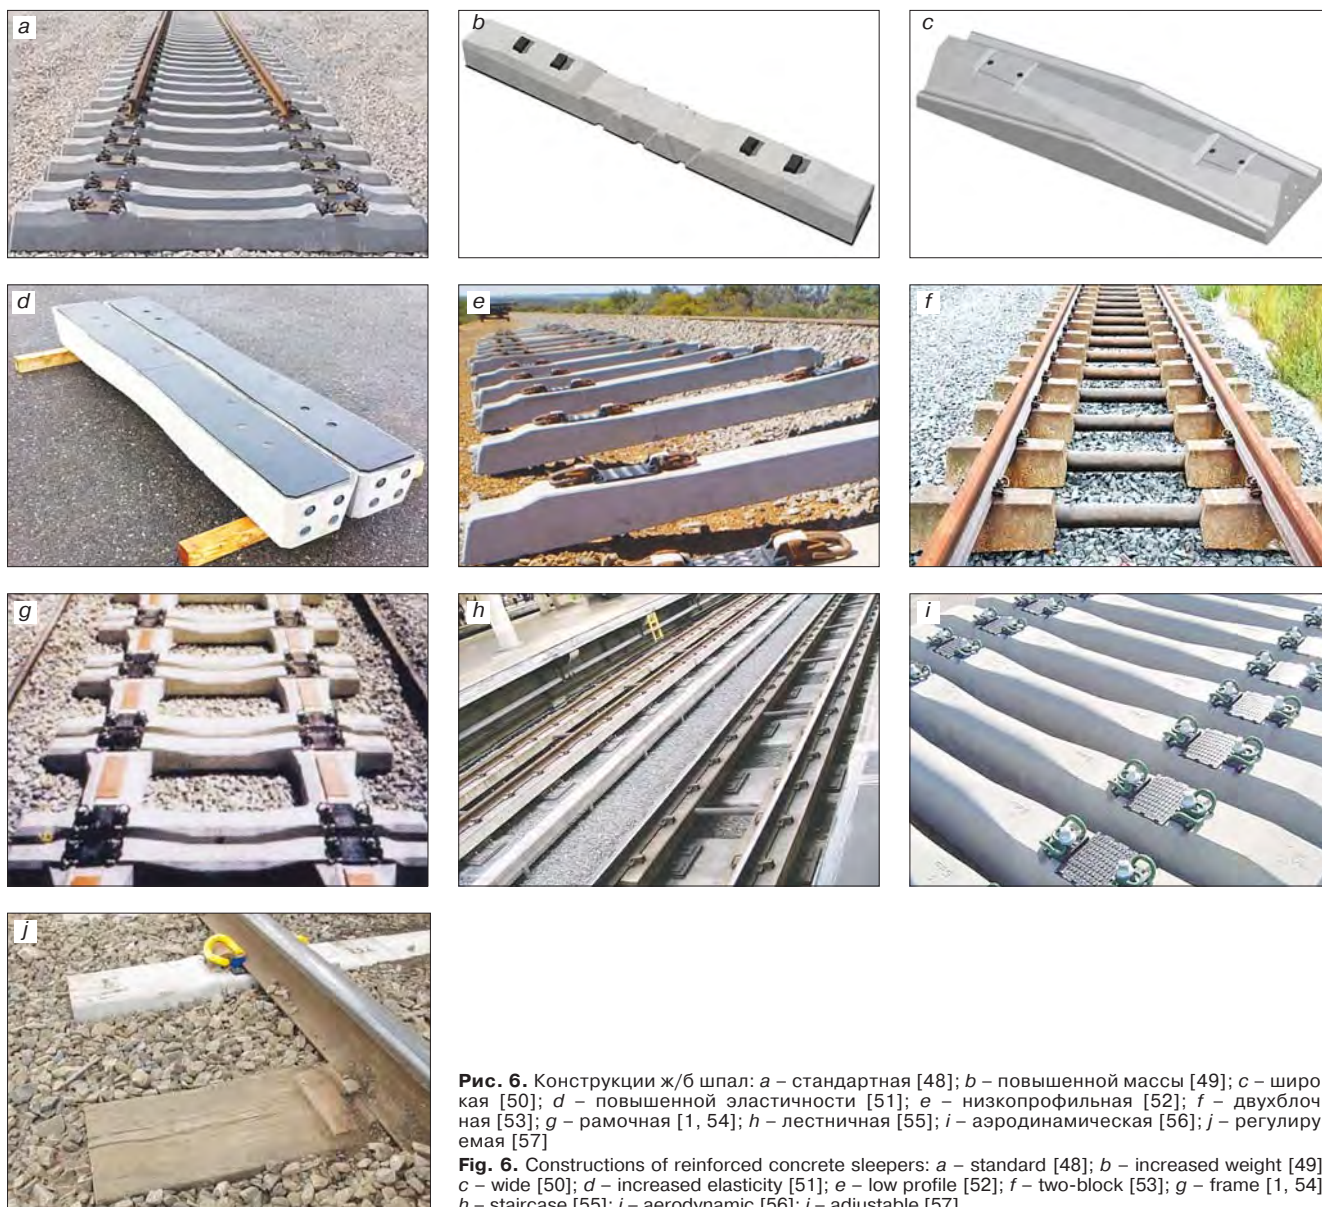 a
b
c
d
e
f
g
h
i
j
Рис. 6. Конструкции ж/б шпал: a – стандартная [48]; b – повышенной массы [49]; c – широ
кая [50]; d – повышенной эластичности [51]; e – низкопрофильная [52]; f – двухблоч
ная [53]; g – рамочная [1, 54]; h – лестничная [55]; i – аэродинамическая [56]; j – регулиру
емая [57]
Fig. 6. Constructions of reinforced concrete sleepers: a – standard [48]; b – increased weight [49]
c – wide [50]; d – increased elasticity [51]; e – low profile [52]; f – two-block [53]; g – frame [1, 54]
h – staircase [55]; i – aerodynamic [56]; j – adjustable [57]